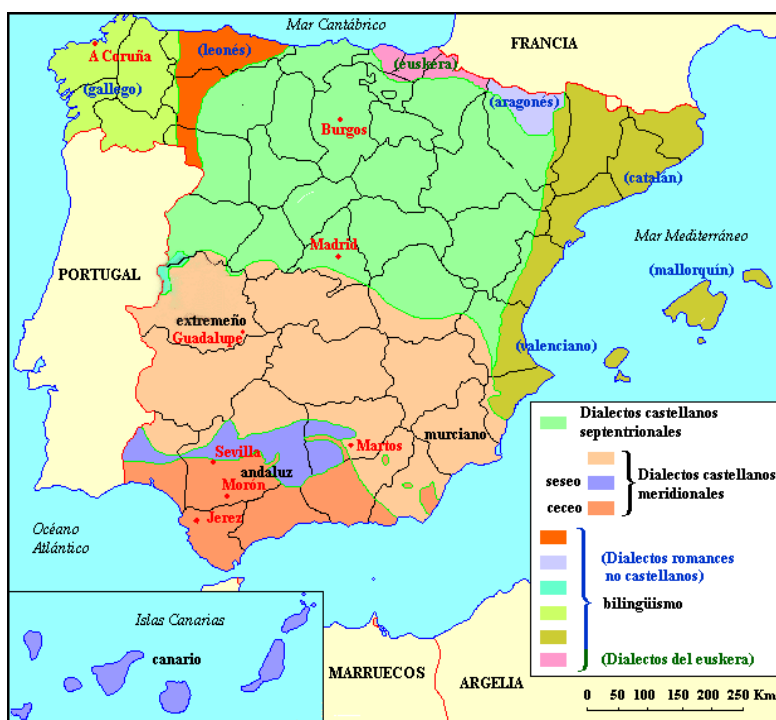 Mar Cantábrico
FRANCIA
A Coruña
(leonés)
(euskera)
(gallego)
(aragonés)
Burgos
(catalán)
Madrid
Mar Mediterráneo
PORTUGAL
(mallorquín)
extremeño
Guadalupe
(valenciano)
Dialectos castellanos
septentrionales
murciano
Martos
Sevilla
andaluz
Morón
Jerez
seseo
ceceo
Dialectos castellanos
meridionales
Océano
Atlántico
(Dialectos romances
no castellanos)
bilingüismo
(Dialectos del euskera)
Islas Canarias
canario
MARRUECOS
ARGELIA
0 50 100 150 200 250 Km